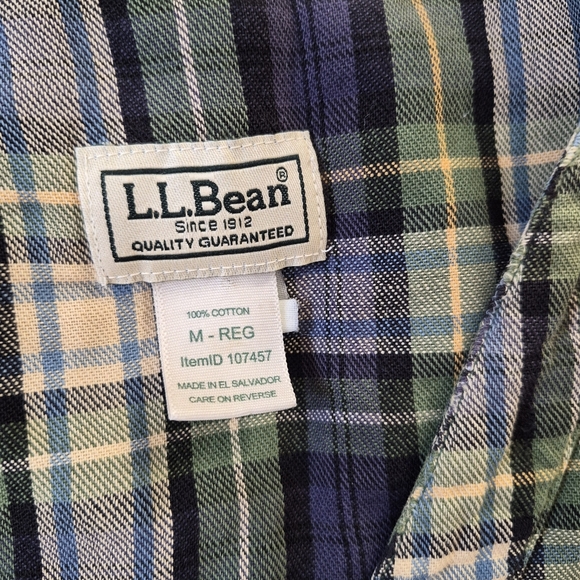 L.L.Bean®
Since 1912
QUALITY GUARANTEED
100% COTTON
M - REG
ItemID 107457
MADE IN EL SALVADOR
CARE ON REVERSE